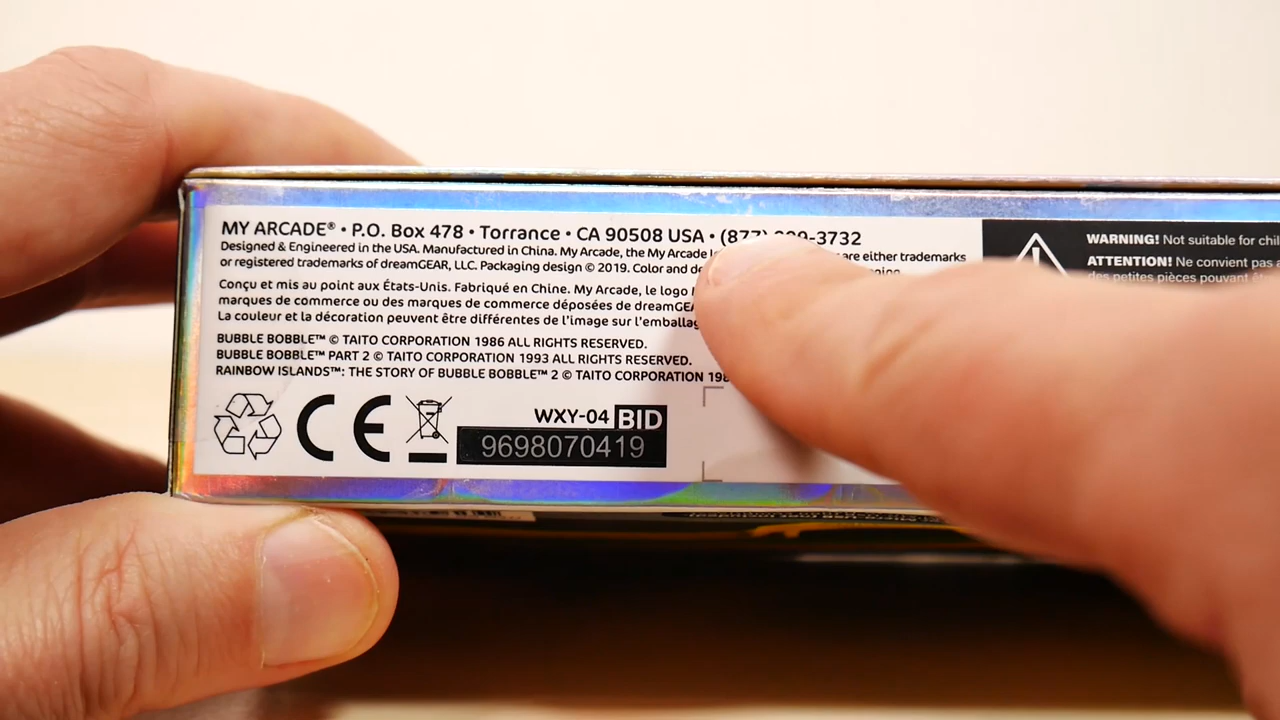 MY ARCADE® • P.O. Box 478 • Torrance • CA 90508 USA • (877) -3732
Designed & Engineered in the USA. Manufactured in China. My Arcade, the My Arcade are either trademarks
or registered trademarks of dreamGEAR, LLC. Packaging design © 2019. Color and
Conçu et mis au point aux États-Unis. Fabriqué en Chine. My Arcade, le logo
marques de commerce ou des marques de commerce déposées de
La couleur et la décoration peuvent être différentes de l'image sur
BUBBLE BOBBLE™ © TAITO CORPORATION 1986 ALL RIGHTS RESERVED.
BUBBLE BOBBLE™ PART 2 © TAITO CORPORATION 1993 ALL RIGHTS RESERVED.
RAINBOW ISLANDS™: THE STORY OF BUBBLE BOBBLE™ 2 © TAITO CORPORATION
CE
WXY-04 BID
9698070419
WARNING! Not suitable for
ATTENTION! Ne convient pas
des petites pièces